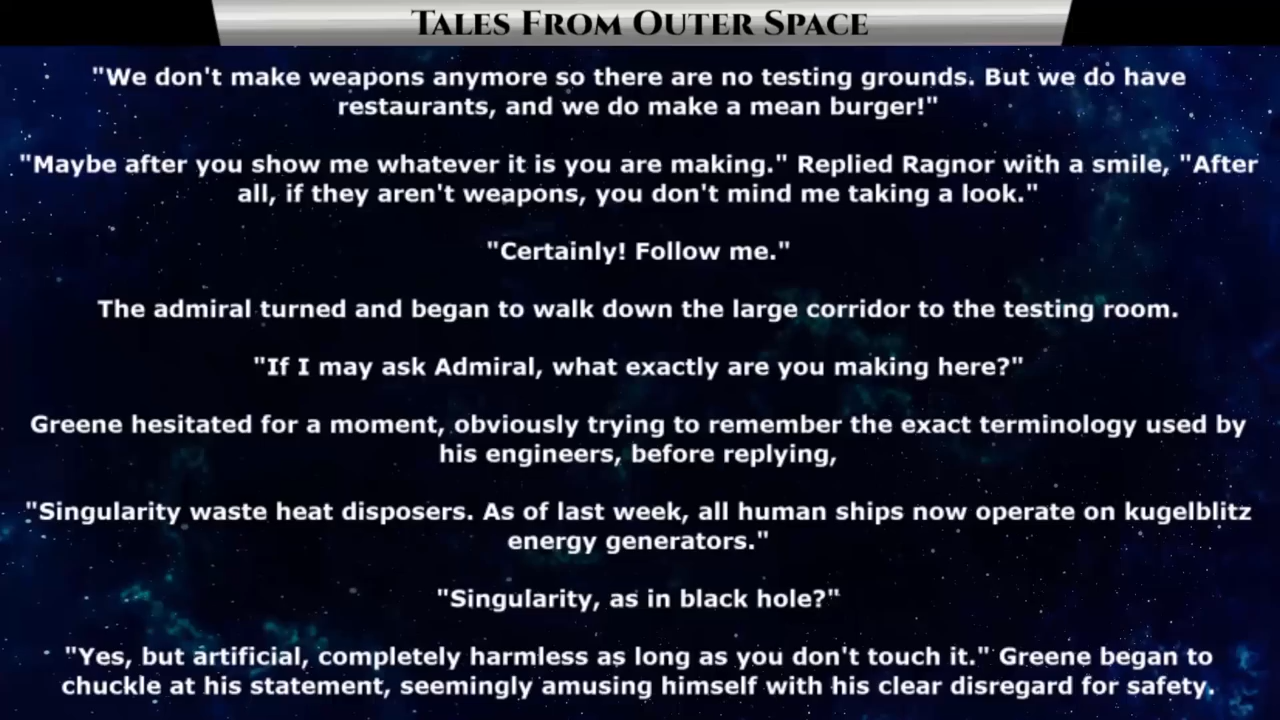 Tales From Outer Space
"We don't make weapons anymore so there are no testing grounds. But we do have
restaurants, and we do make a mean burger!"
"Maybe after you show me whatever it is you are making." Replied Ragnor with a smile, "After
all, if they aren't weapons, you don't mind me taking a look."
"Certainly! Follow me."
The admiral turned and began to walk down the large corridor to the testing room.
"If I may ask Admiral, what exactly are you making here?"
Greene hesitated for a moment, obviously trying to remember the exact terminology used by
his engineers, before replying,
"Singularity waste heat disposers. As of last week, all human ships now operate on kugelblitz
energy generators."
"Singularity, as in black hole?"
"Yes, but artificial, completely harmless as long as you don't touch it." Greene began to
chuckle at his statement, seemingly amusing himself with his clear disregard for safety.